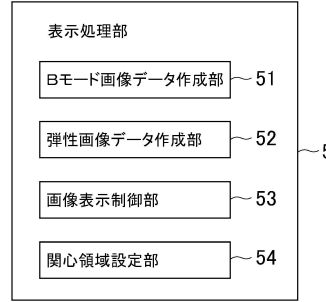 表示処理部
Bモード画像データ作成部 51
弾性画像データ作成部 52
5
画像表示制御部 53
関心領域設定部 54